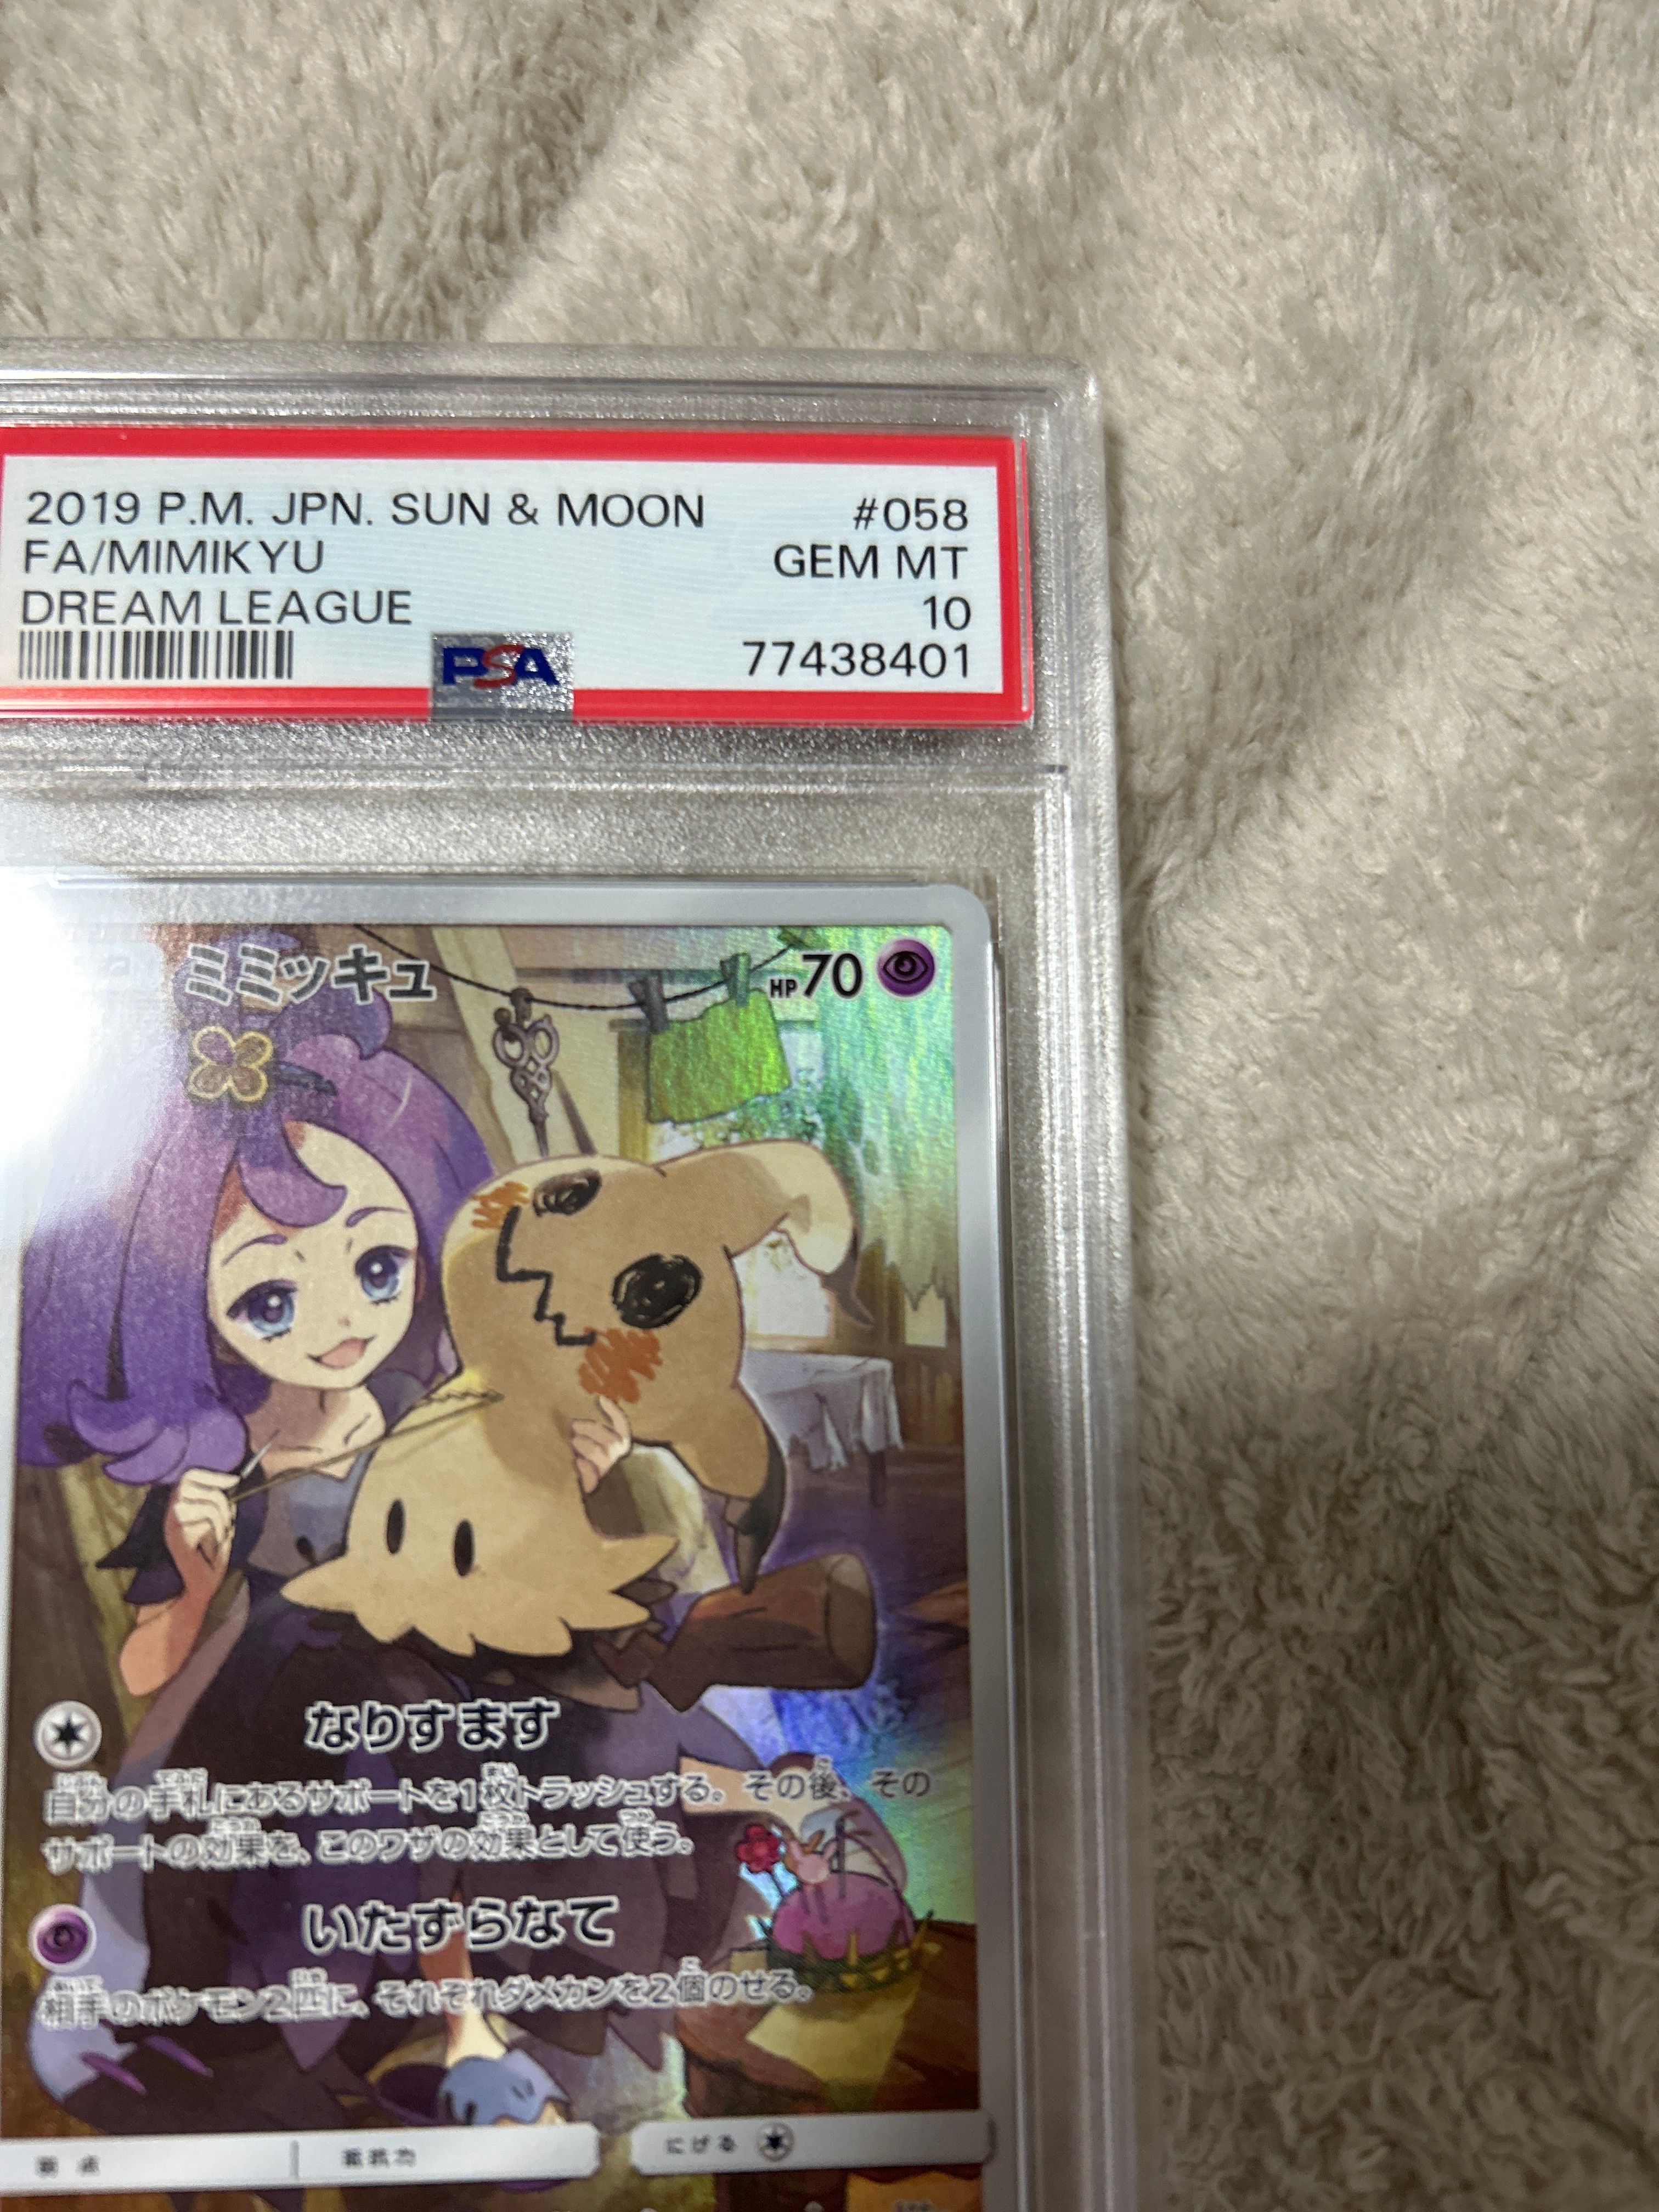 2019 P.M. JPN. SUN & MOON #058
FA/MIMIKYU GEM MT
DREAM LEAGUE 10
PSA 77438401
ミミッキュ HP70
なりすます
自分の手札にあるサポートを1枚トラッシュする。その後、その
サポートの効果を、このワザの効果として使う。
いたずらなて
相手のポケモン2匹に、それぞれダメカンを2個のせる。
弱点 抵抗力 にげる